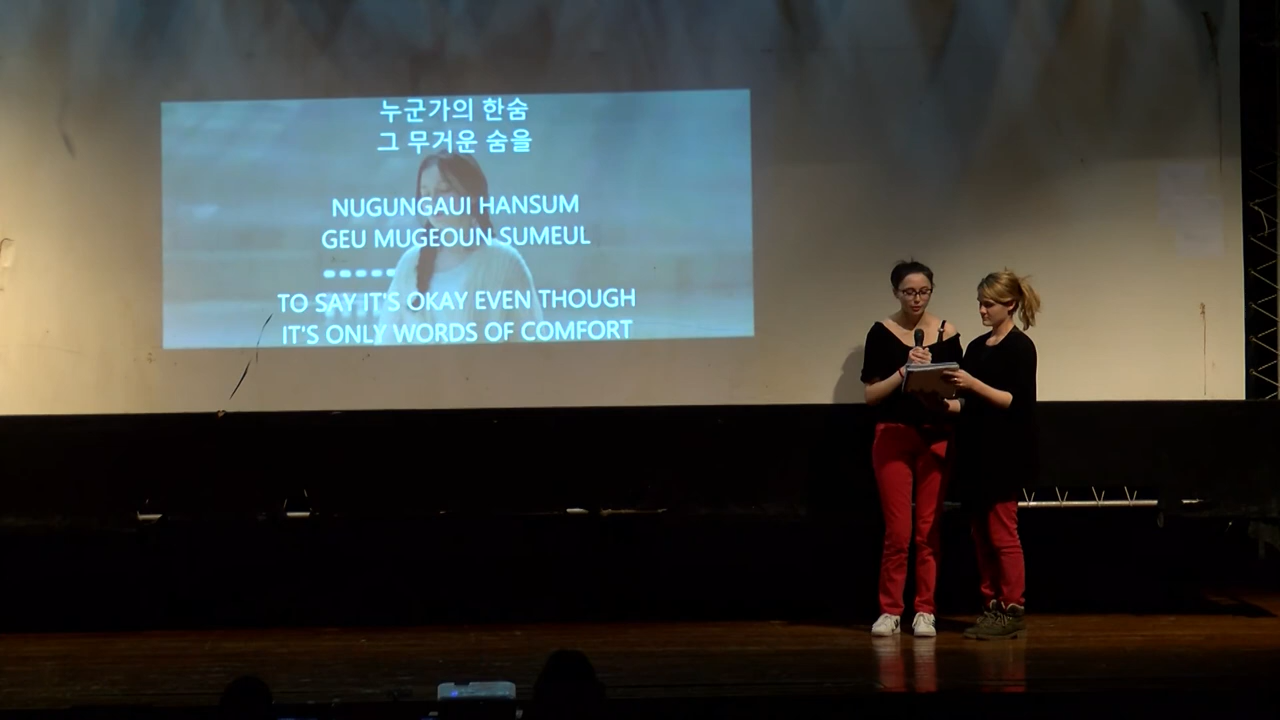 누군가의 한숨
그 무거운 숨을
NUGUNGAUI HANSUM
GEU MUGEOUN SUMEUL
TO SAY IT'S OKAY EVEN THOUGH
IT'S ONLY WORDS OF COMFORT